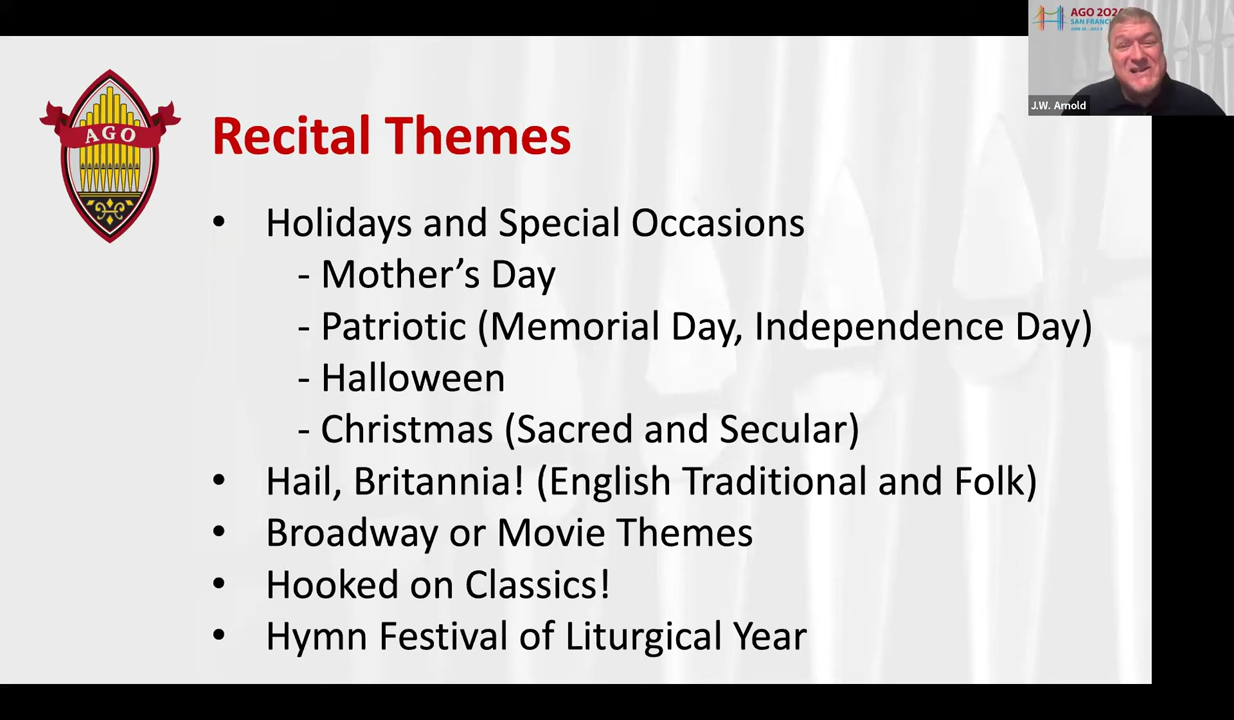 AGO 202
SAN FRANC
J.W. Arnold
AGO
Recital Themes
• Holidays and Special Occasions
- Mother’s Day
- Patriotic (Memorial Day, Independence Day)
- Halloween
- Christmas (Sacred and Secular)
• Hail, Britannia! (English Traditional and Folk)
• Broadway or Movie Themes
• Hooked on Classics!
• Hymn Festival of Liturgical Year